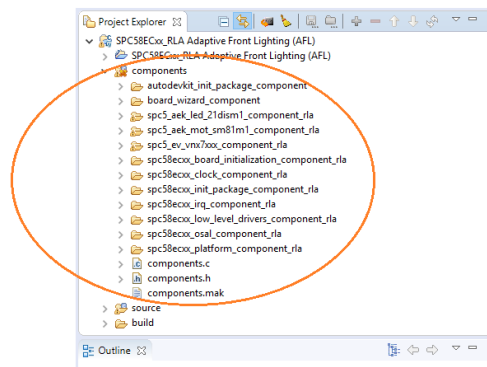 Project Explorer
SPC58ECxx_RLA Adaptive Front Lighting (AFL)
SPC58ECxx_RLA Adaptive Front Lighting (AFL)
components
autodevkit_init_package_component
board_wizard_component
spc5_aek_led_21dism1_component_rla
spc5_aek_mot_sm81m1_component_rla
spc5_ev_vnx7xxx_component_rla
spc58ecxx_board_initialization_component_rla
spc58ecxx_clock_component_rla
spc58ecxx_init_package_component_rla
spc58ecxx_irq_component_rla
spc58ecxx_low_level_drivers_component_rla
spc58ecxx_osal_component_rla
spc58ecxx_platform_component_rla
components.c
components.h
components.mak
source
build
Outline